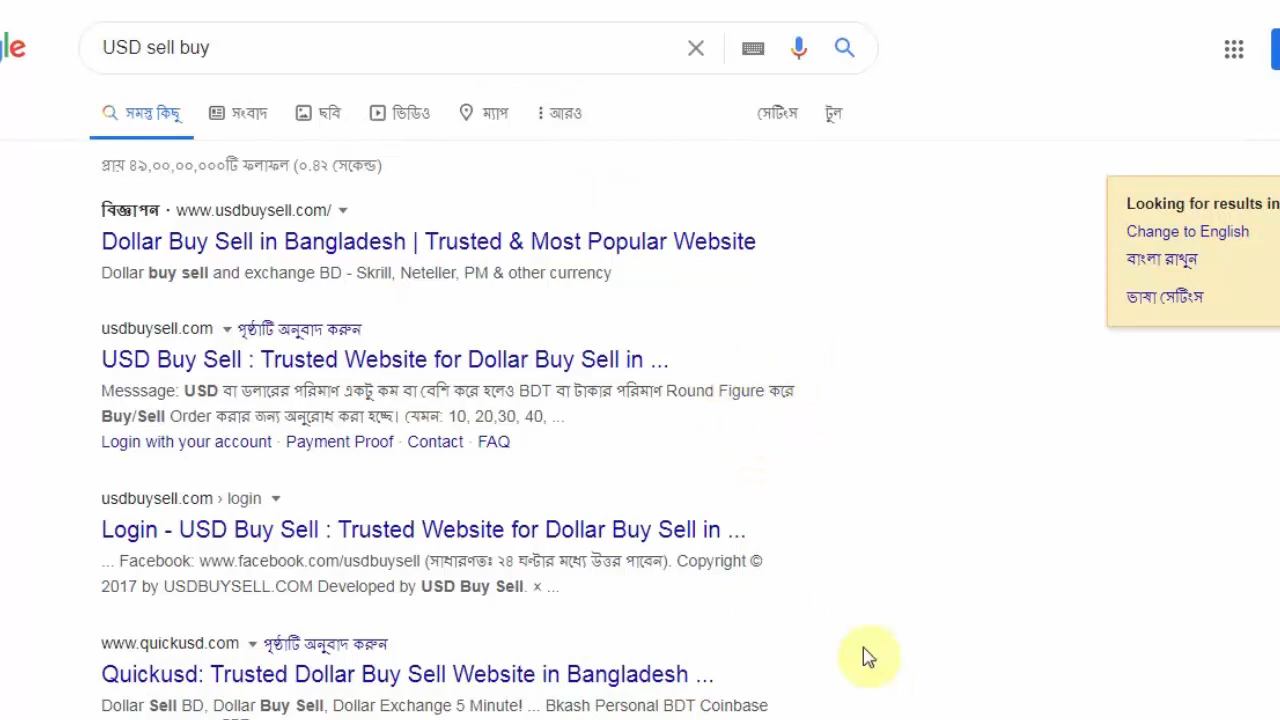 le
USD sell buy
সমস্ত কিছু সংবাদ ছবি ভিডিও ম্যাপ আরও সেটিংস টুল
প্রায় ৪৯,০০,০০,০০০টি ফলাফল (০.৪২ সেকেন্ড)
বিজ্ঞাপন · www.usdbuysell.com/
Dollar Buy Sell in Bangladesh | Trusted & Most Popular Website
Dollar buy sell and exchange BD - Skrill, Neteller, PM & other currency
usdbuysell.com পৃষ্ঠাটি অনুবাদ করুন
USD Buy Sell : Trusted Website for Dollar Buy Sell in ...
Messsage: USD বা ডলারের পরিমাণ একটু কম বা বেশি করে হলেও BDT বা টাকার পরিমাণ Round Figure করে
Buy/Sell Order করার জন্য অনুরোধ করা হচ্ছে। (যেমন: 10, 20,30, 40, ...
Login with your account · Payment Proof · Contact · FAQ
usdbuysell.com › login
Login - USD Buy Sell : Trusted Website for Dollar Buy Sell in ...
... Facebook: www.facebook.com/usdbuysell (সাধারণতঃ ২৪ ঘণ্টার মধ্যে উত্তর পাবেন). Copyright ©
2017 by USDBUYSELL.COM Developed by USD Buy Sell. × ...
www.quickusd.com পৃষ্ঠাটি অনুবাদ করুন
Quickusd: Trusted Dollar Buy Sell Website in Bangladesh ...
Dollar Sell BD, Dollar Buy Sell, Dollar Exchange 5 Minute! ... Bkash Personal BDT Coinbase
Looking for results in
Change to English
বাংলা রাখুন
ভাষা সেটিংস